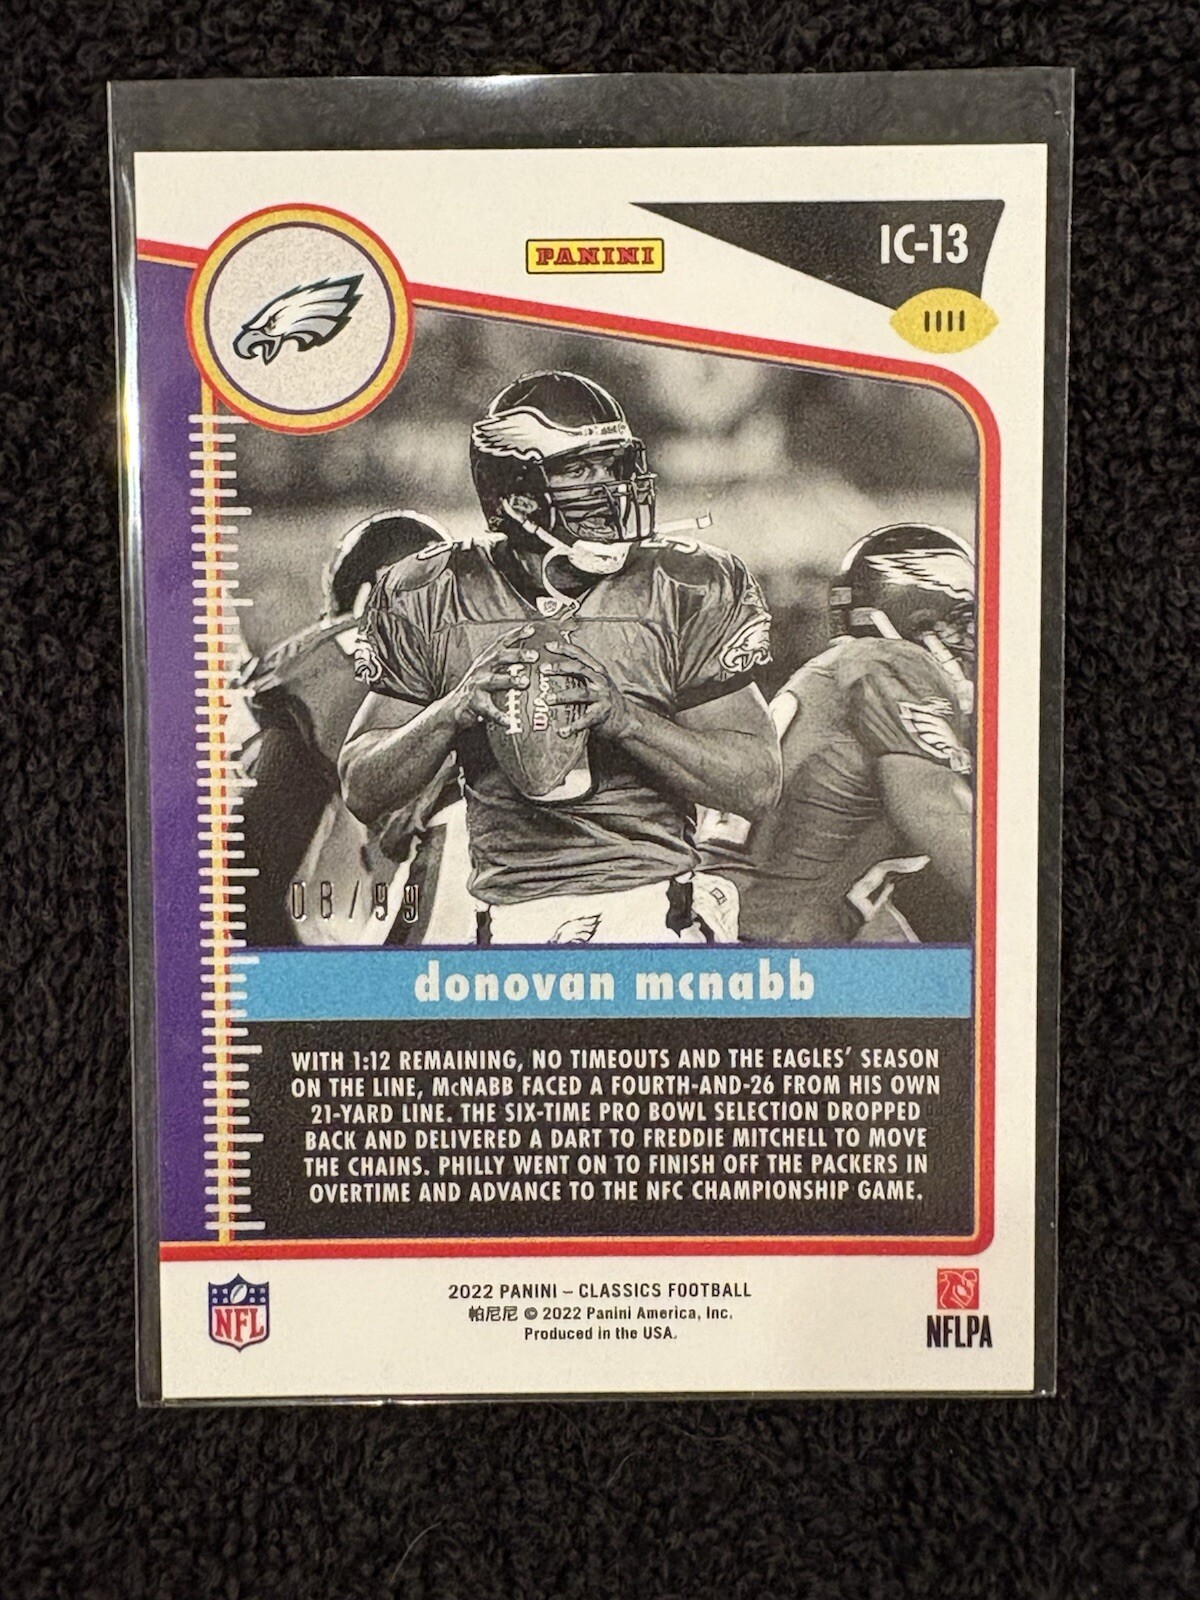 PANINI
IC-13
08/99
donovan mcnabb
WITH 1:12 REMAINING, NO TIMEOUTS AND THE EAGLES' SEASON
ON THE LINE, McNABB FACED A FOURTH-AND-26 FROM HIS OWN
21-YARD LINE. THE SIX-TIME PRO BOWL SELECTION DROPPED
BACK AND DELIVERED A DART TO FREDDIE MITCHELL TO MOVE
THE CHAINS. PHILLY WENT ON TO FINISH OFF THE PACKERS IN
OVERTIME AND ADVANCE TO THE NFC CHAMPIONSHIP GAME.
NFL
2022 PANINI – CLASSICS FOOTBALL
帕尼尼 © 2022 Panini America, Inc.
Produced in the USA.
NFLPA